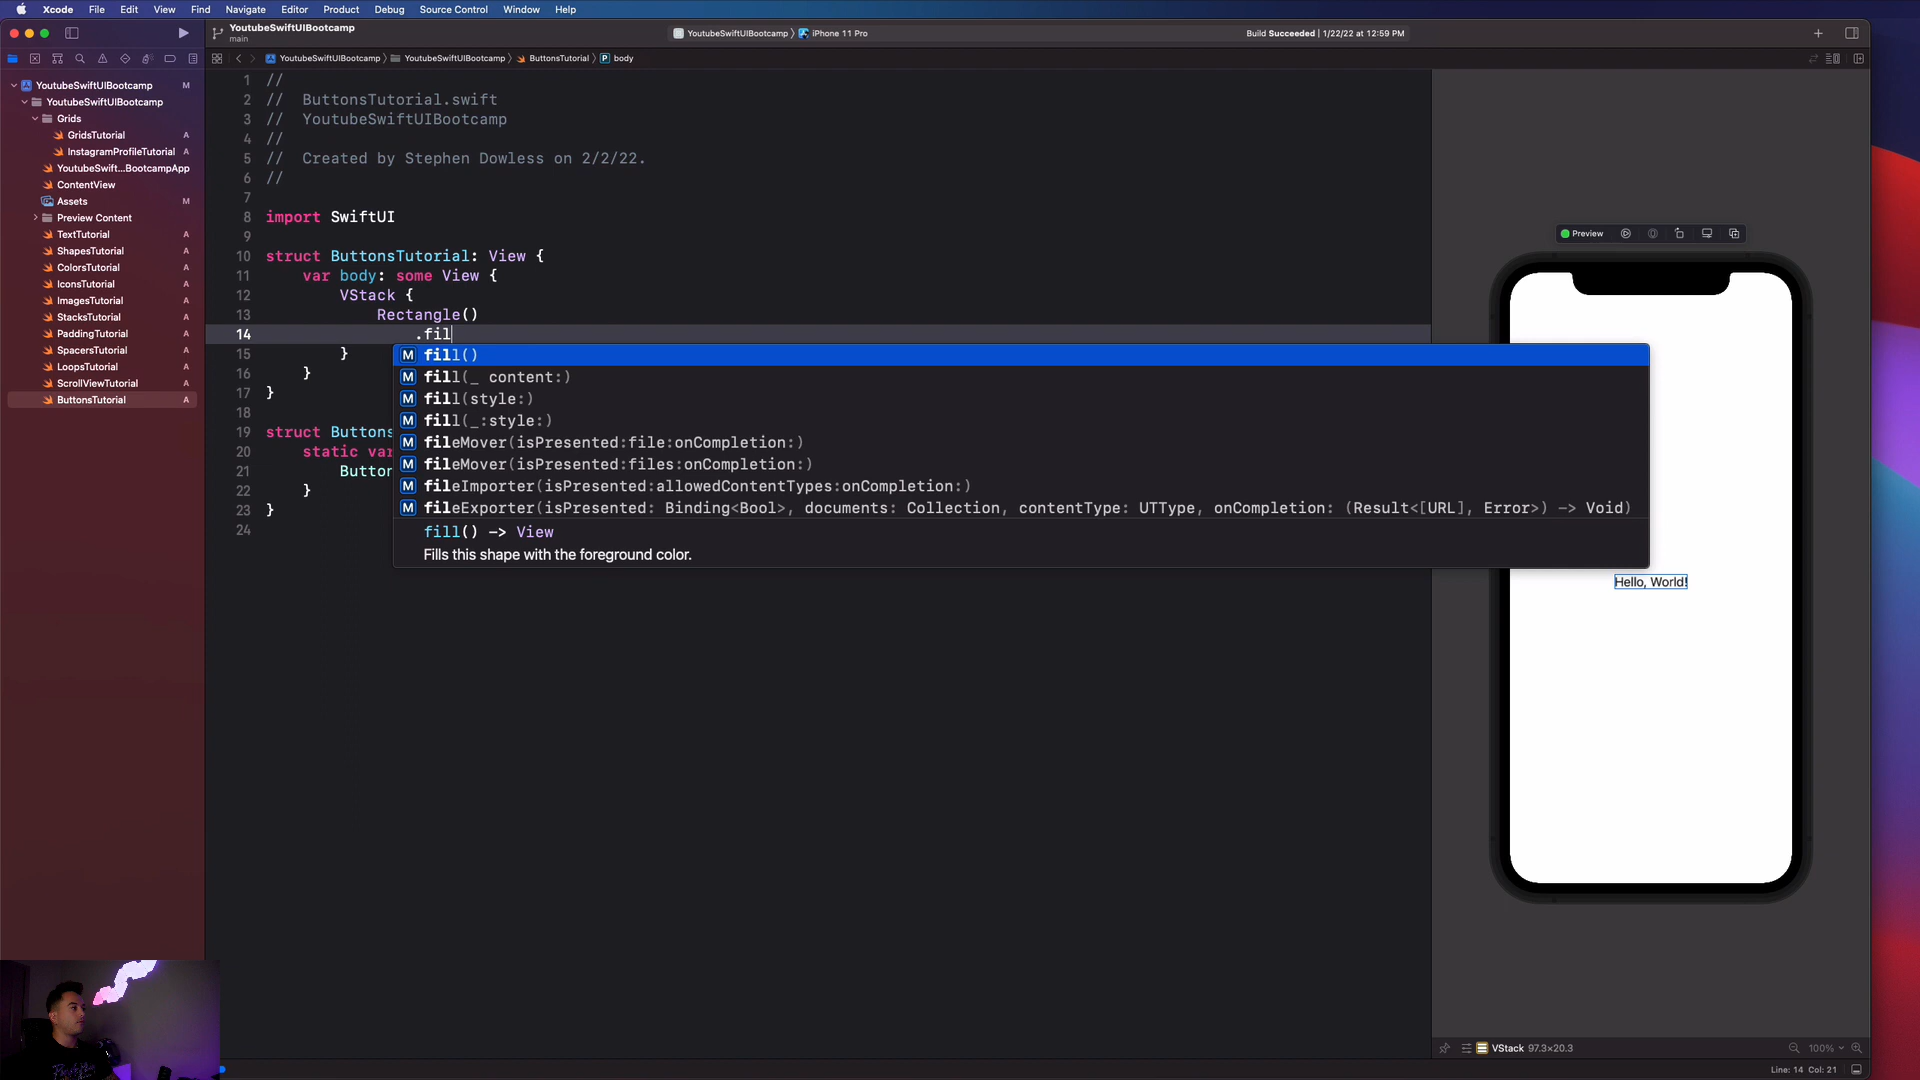 Xcode File Edit View Find Navigate Editor Product Debug Source Control Window Help
YoutubeSwiftUIBootcamp
main
YoutubeSwiftUIBootcamp iPhone 11 Pro
Build Succeeded | 1/22/22 at 12:59 PM
YoutubeSwiftUIBootcamp YoutubeSwiftUIBootcamp ButtonsTutorial P body
YoutubeSwiftUIBootcamp M
YoutubeSwiftUIBootcamp
Grids
GridsTutorial A
InstagramProfileTutorial A
YoutubeSwift...BootcampApp A
ContentView A
Assets M
Preview Content
TextTutorial A
ShapesTutorial A
ColorsTutorial A
IconsTutorial A
ImagesTutorial A
StacksTutorial A
PaddingTutorial A
SpacersTutorial A
LoopsTutorial A
ScrollViewTutorial A
ButtonsTutorial A
1 //
2 // ButtonsTutorial.swift
3 // YoutubeSwiftUIBootcamp
4 //
5 // Created by Stephen Dowless on 2/2/22.
6 //
7
8 import SwiftUI
9
10 struct ButtonsTutorial: View {
11 var body: some View {
12 VStack {
13 Rectangle()
14 .fil
15 }
16 }
17 }
18
19 struct Buttons
20 static var
21 Button
22 }
23 }
24
M fill()
M fill(_ content:)
M fill(style:)
M fill(_:style:)
M fileMover(isPresented:file:onCompletion:)
M fileMover(isPresented:files:onCompletion:)
M fileImporter(isPresented:allowedContentTypes:onCompletion:)
M fileExporter(isPresented: Binding<Bool>, documents: Collection, contentType: UTType, onCompletion: (Result<[URL], Error>) -> Void)
fill() -> View
Fills this shape with the foreground color.
Preview
Hello, World!
VStack 97.3×20.3
100%
Line: 14 Col: 21